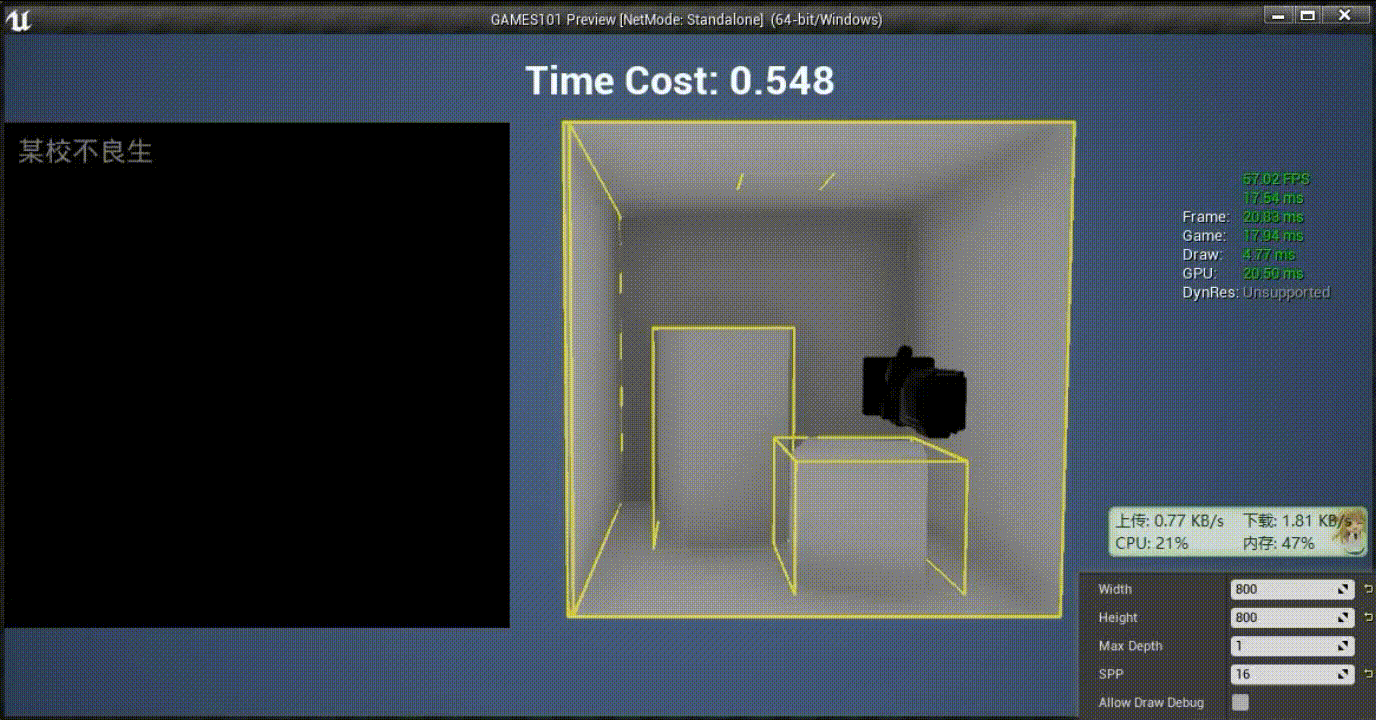 GAMES101 Preview [NetMode: Standalone] (64-bit/Windows)
Time Cost: 0.548
某校不良生
57.02 FPS
17.54 ms
Frame: 20.83 ms
Game: 17.94 ms
Draw: 4.77 ms
GPU: 20.50 ms
DynRes: Unsupported
上传: 0.77 KB/s 下载: 1.81 KB/s
CPU: 21% 内存: 47%
Width 800
Height 800
Max Depth 1
SPP 16
Allow Draw Debug